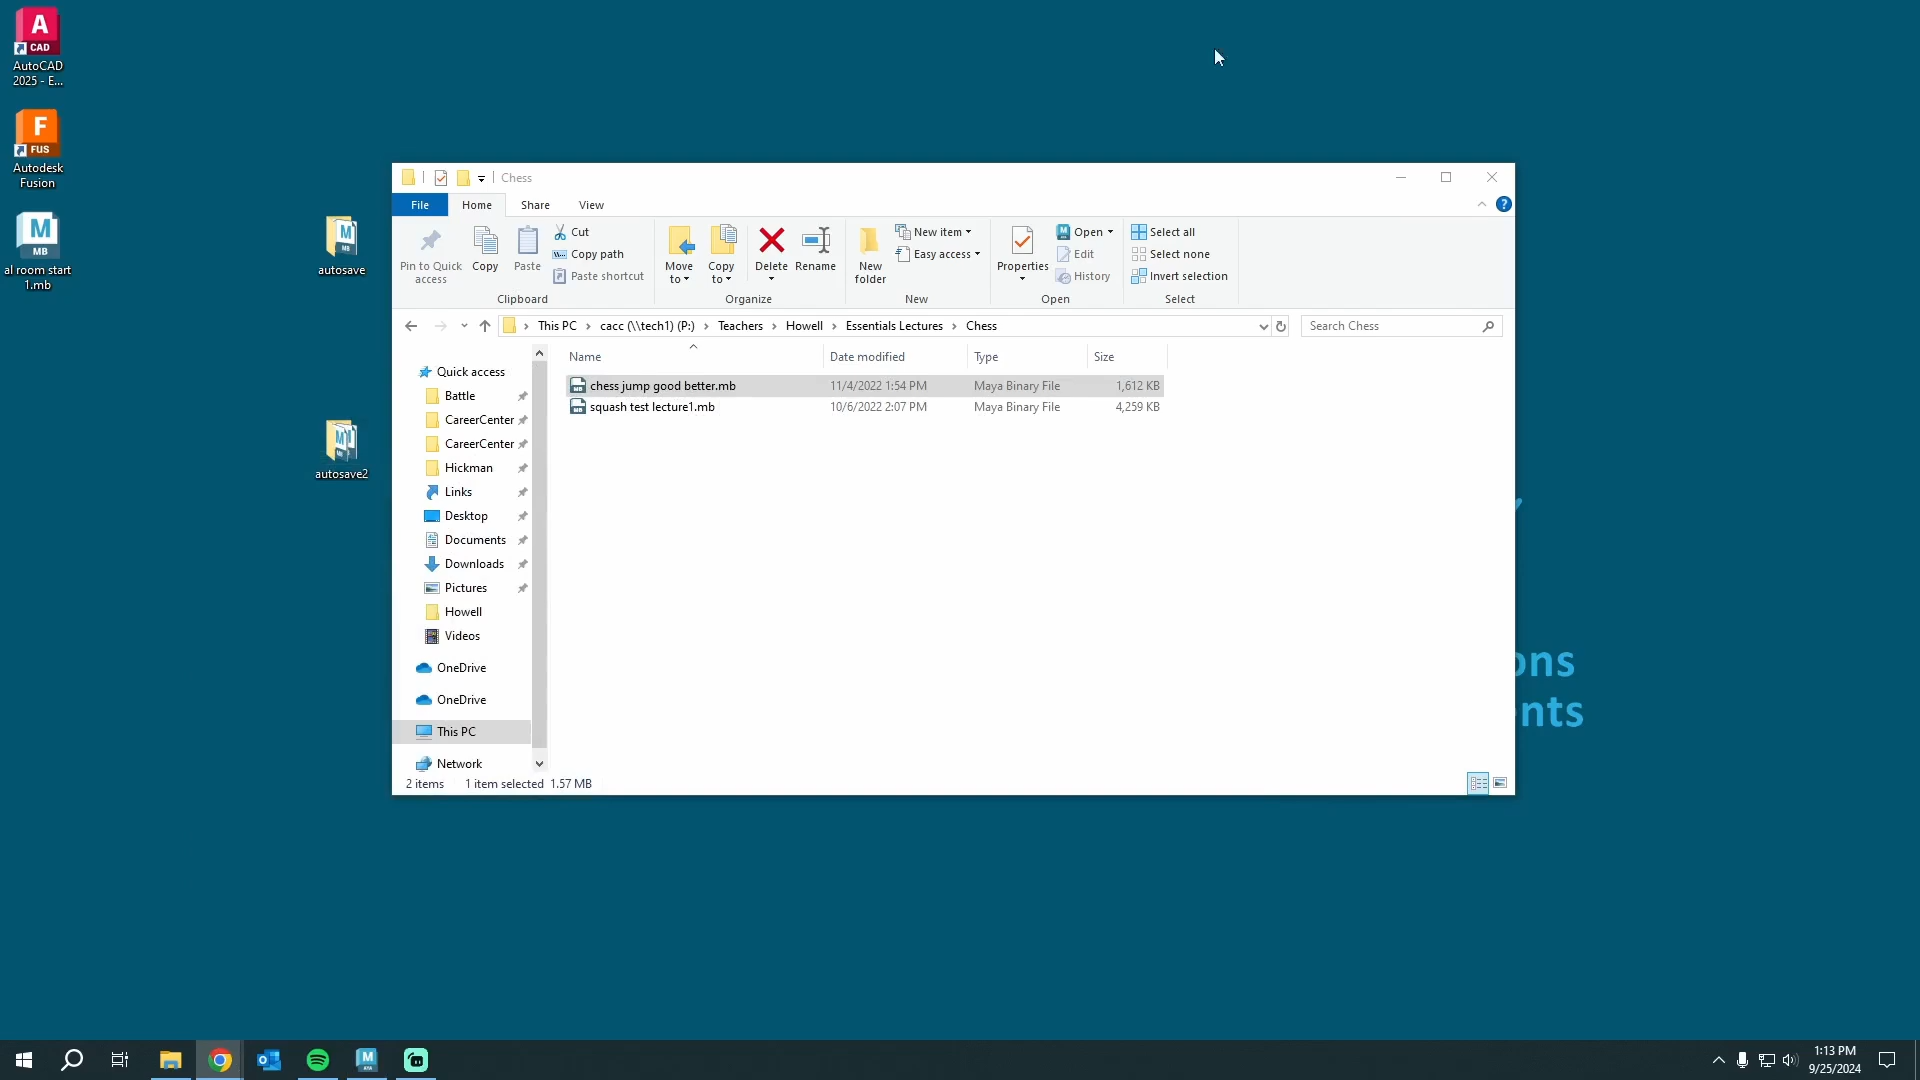 A
CAD
AutoCAD
2025 - E...
F
FUS
Autodesk
Fusion
M
MB
al room start
1.mb
M
autosave
autosave2
Chess
File Home Share View
Pin to Quick
access
Copy
Paste
Cut
Copy path
Paste shortcut
Clipboard
Move
to
Copy
to
Delete
Rename
Organize
New
folder
New item
Easy access
New
Properties
Open
Edit
History
Open
Select all
Select none
Invert selection
Select
This PC > cacc (\\tech1) (P:) > Teachers > Howell > Essentials Lectures > Chess
Search Chess
Name Date modified Type Size
chess jump good better.mb 11/4/2022 1:54 PM Maya Binary File 1,612 KB
squash test lecture1.mb 10/6/2022 2:07 PM Maya Binary File 4,259 KB
Quick access
Battle
CareerCenter
CareerCenter
Hickman
Links
Desktop
Documents
Downloads
Pictures
Howell
Videos
OneDrive
OneDrive
This PC
Network
2 items 1 item selected 1.57 MB
ons
nts
1:13 PM
9/25/2024